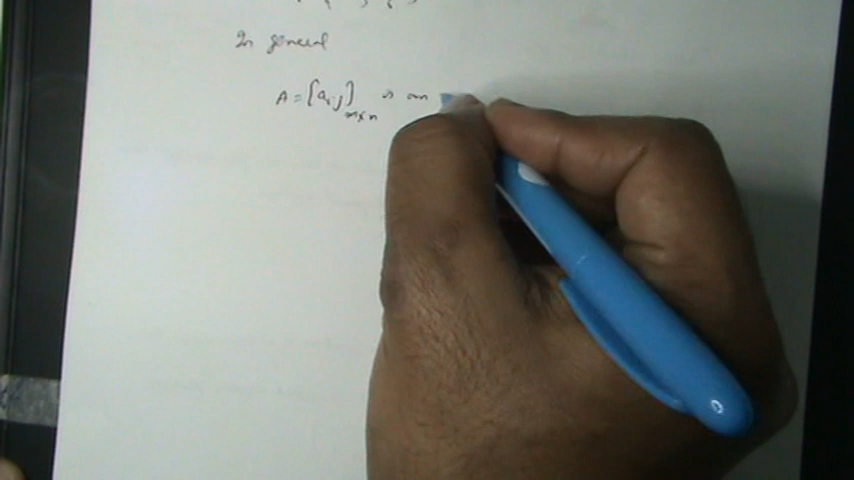 In general
A = [aij]m×n is an